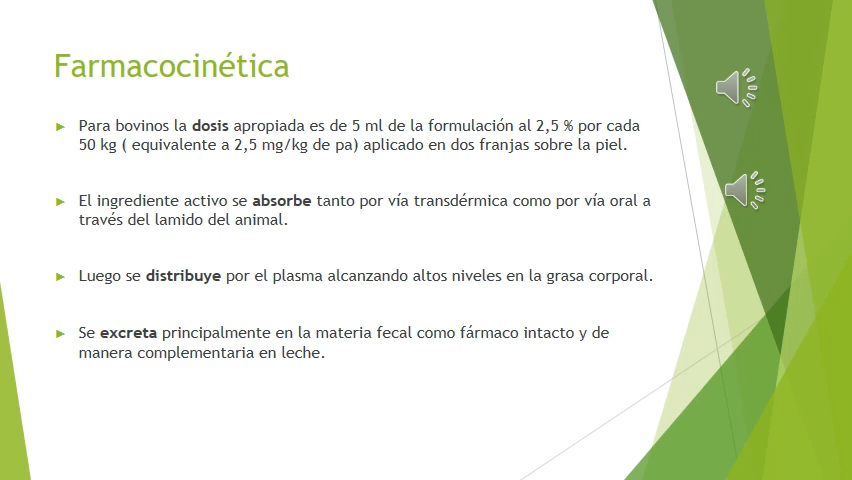 Farmacocinética
Para bovinos la dosis apropiada es de 5 ml de la formulación al 2,5 % por cada
50 kg ( equivalente a 2,5 mg/kg de pa) aplicado en dos franjas sobre la piel.
El ingrediente activo se absorbe tanto por vía transdérmica como por vía oral a
través del lamido del animal.
Luego se distribuye por el plasma alcanzando altos niveles en la grasa corporal.
Se excreta principalmente en la materia fecal como fármaco intacto y de
manera complementaria en leche.